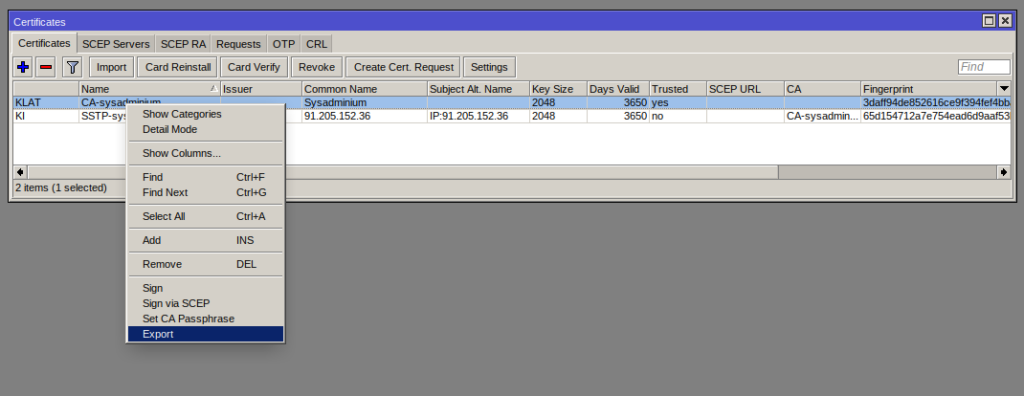 Certificates
Certificates SCEP Servers SCEP RA Requests OTP CRL
Import Card Reinstall Card Verify Revoke Create Cert. Request Settings Find
Name Issuer Common Name Subject Alt. Name Key Size Days Valid Trusted SCEP URL CA Fingerprint
KLAT CA-sysadminium Sysadminium 2048 3650 yes
KI 91.205.152.36 IP:91.205.152.36 2048 3650 no CA-sysadmin...
2 items (1 selected)
Show Categories
Detail Mode
Show Columns...
Find Ctrl+F
Find Next Ctrl+G
Select All Ctrl+A
Add INS
Remove DEL
Sign
Sign via SCEP
Set CA Passphrase
Export